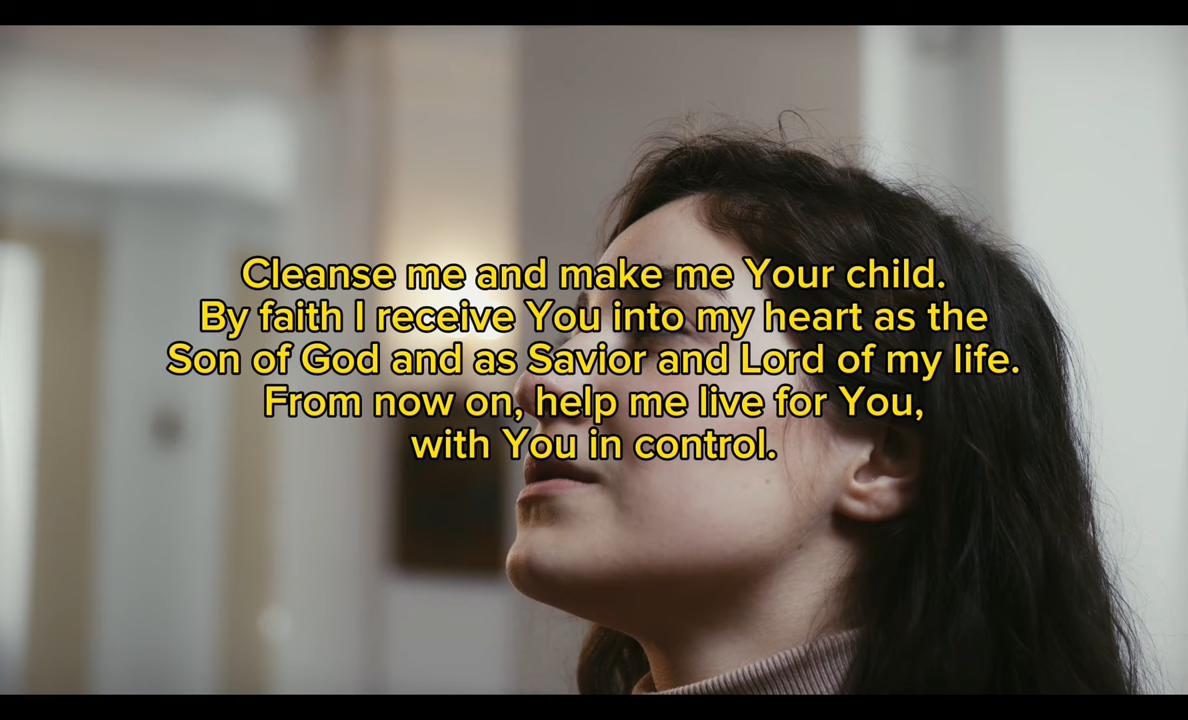 Cleanse me and make me Your child.
By faith I receive You into my heart as the
Son of God and as Savior and Lord of my life.
From now on, help me live for You,
with You in control.